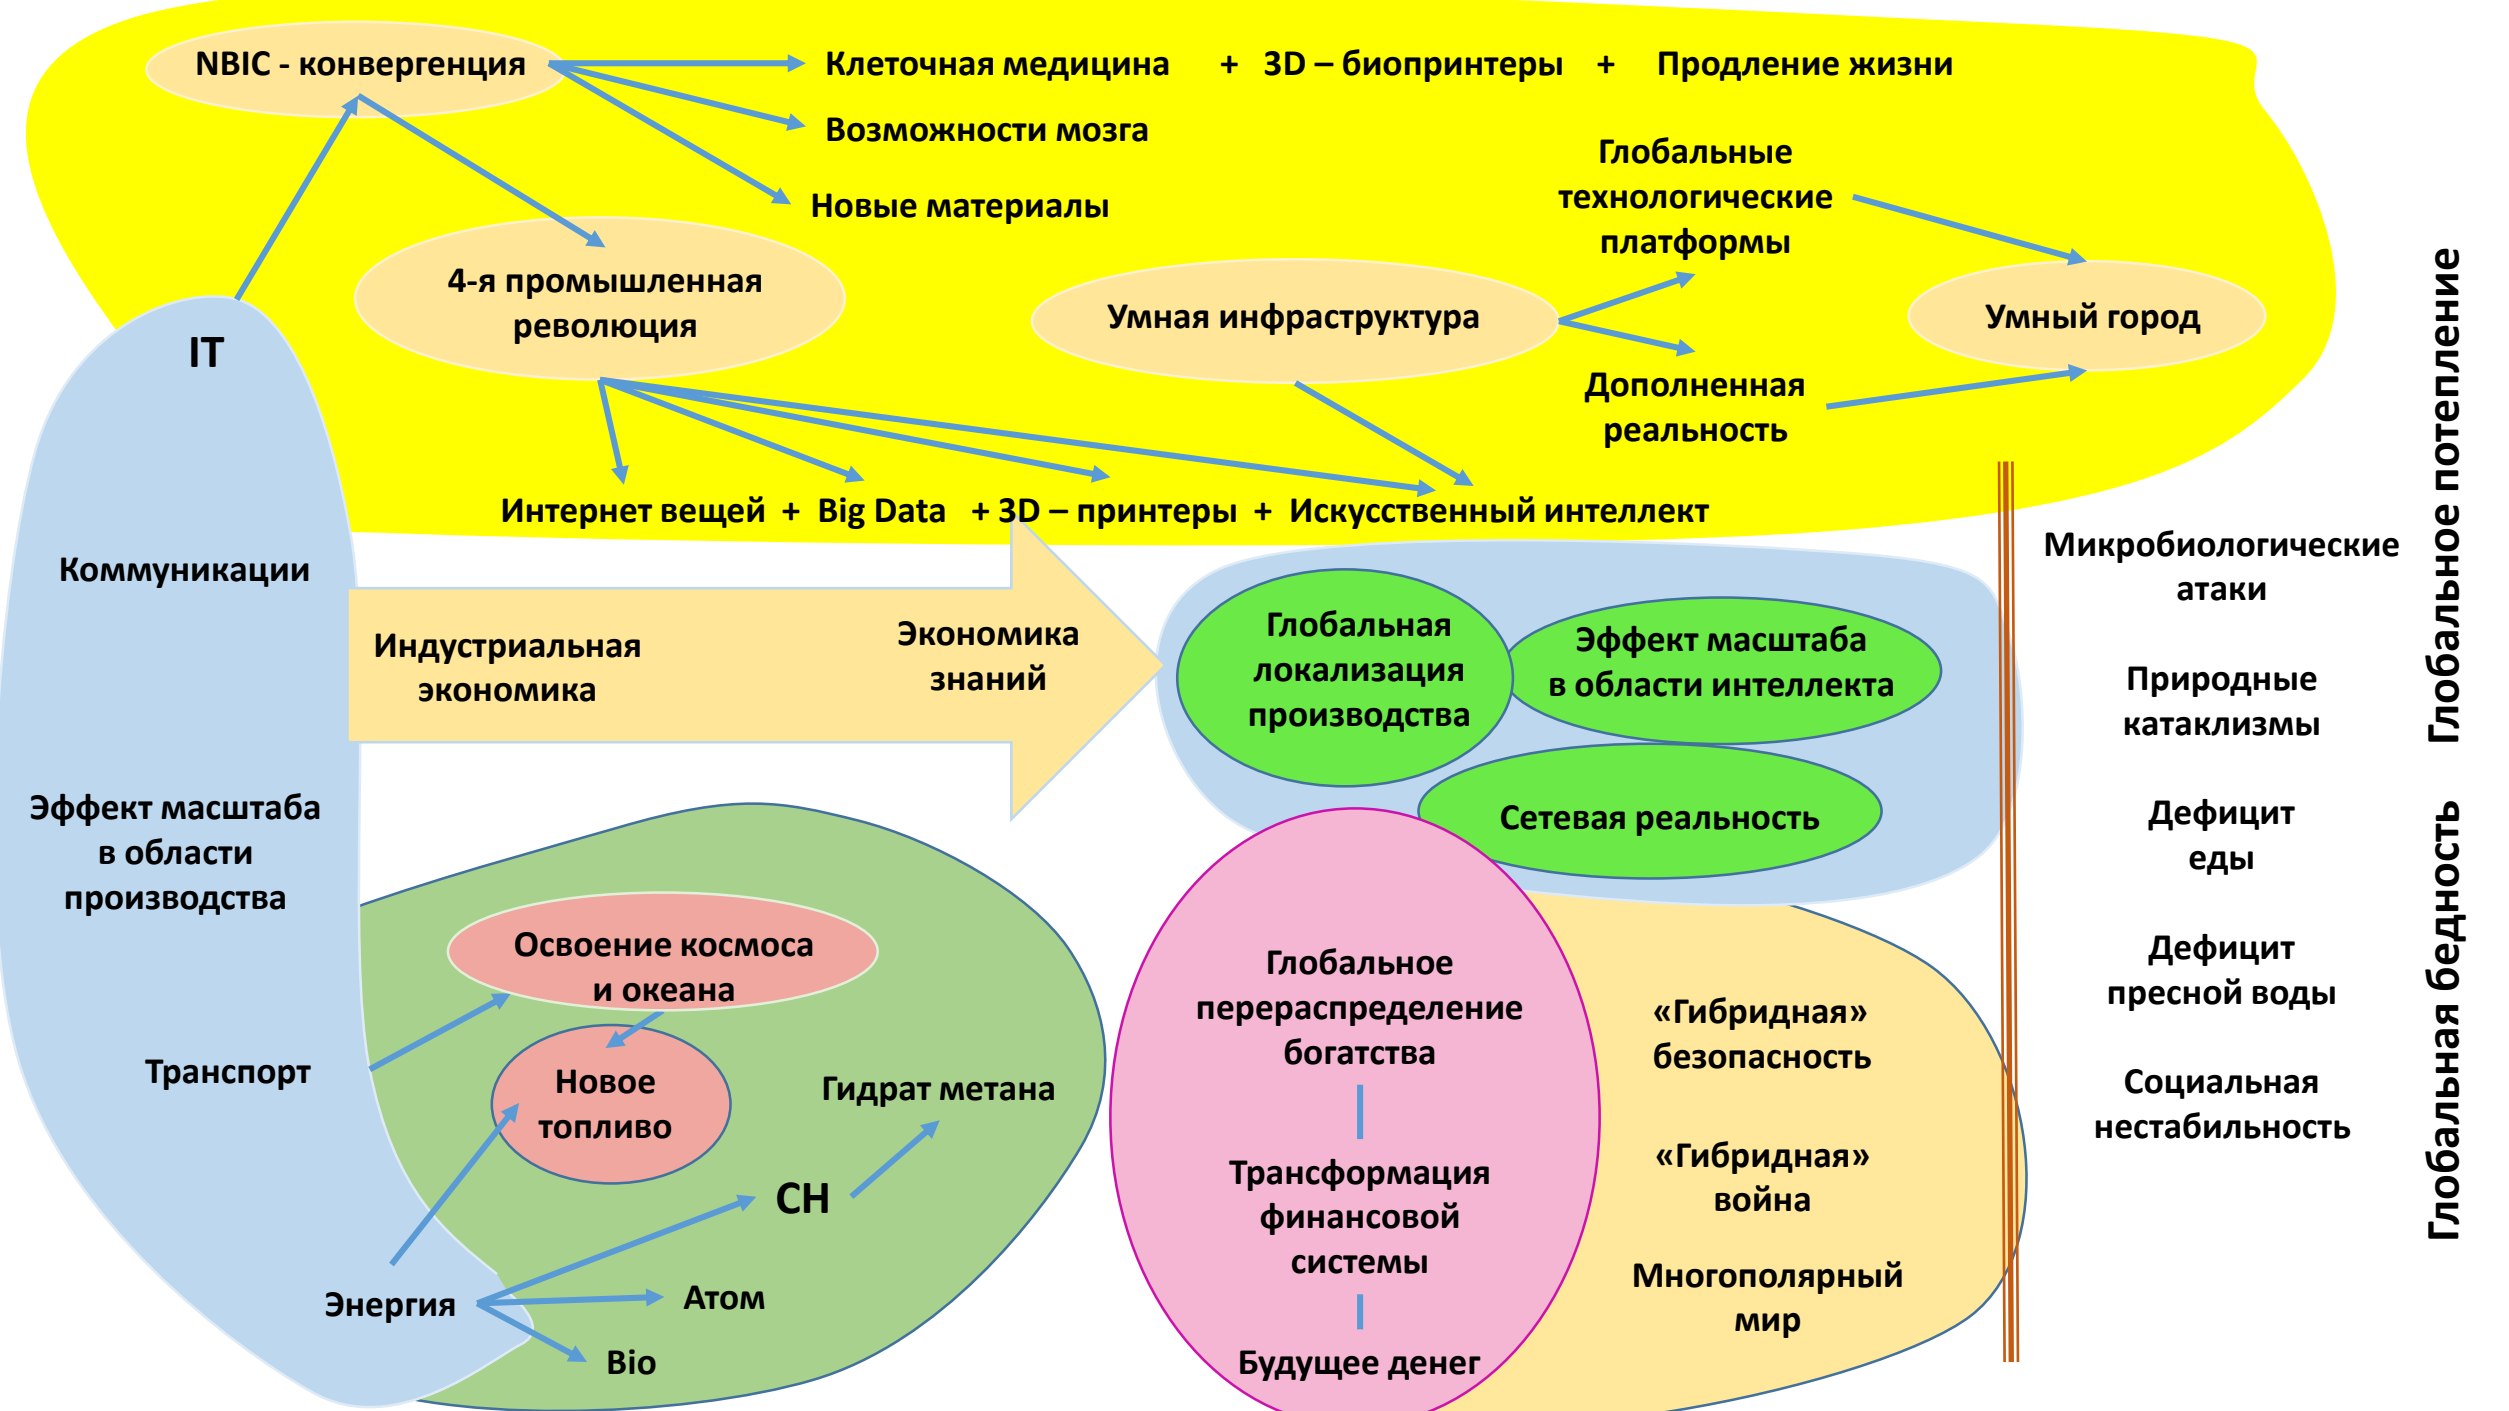 NBIC - конвергенция
Клеточная медицина + 3D – биопринтеры + Продление жизни
Возможности мозга
Новые материалы
Глобальные
технологические
платформы
4-я промышленная
революция
Умная инфраструктура
Умный город
Дополненная
реальность
Интернет вещей + Big Data + 3D – принтеры + Искусственный интеллект
IT
Коммуникации
Эффект масштаба
в области
производства
Транспорт
Энергия
Индустриальная
экономика
Экономика
знаний
Глобальная
локализация
производства
Эффект масштаба
в области интеллекта
Сетевая реальность
Освоение космоса
и океана
Новое
топливо
Гидрат метана
СН
Атом
Bio
Глобальное
перераспределение
богатства
Трансформация
финансовой
системы
Будущее денег
«Гибридная»
безопасность
«Гибридная»
война
Многополярный
мир
Микробиологические
атаки
Природные
катаклизмы
Дефицит
еды
Дефицит
пресной воды
Социальная
нестабильность
Глобальная бедность Глобальное потепление